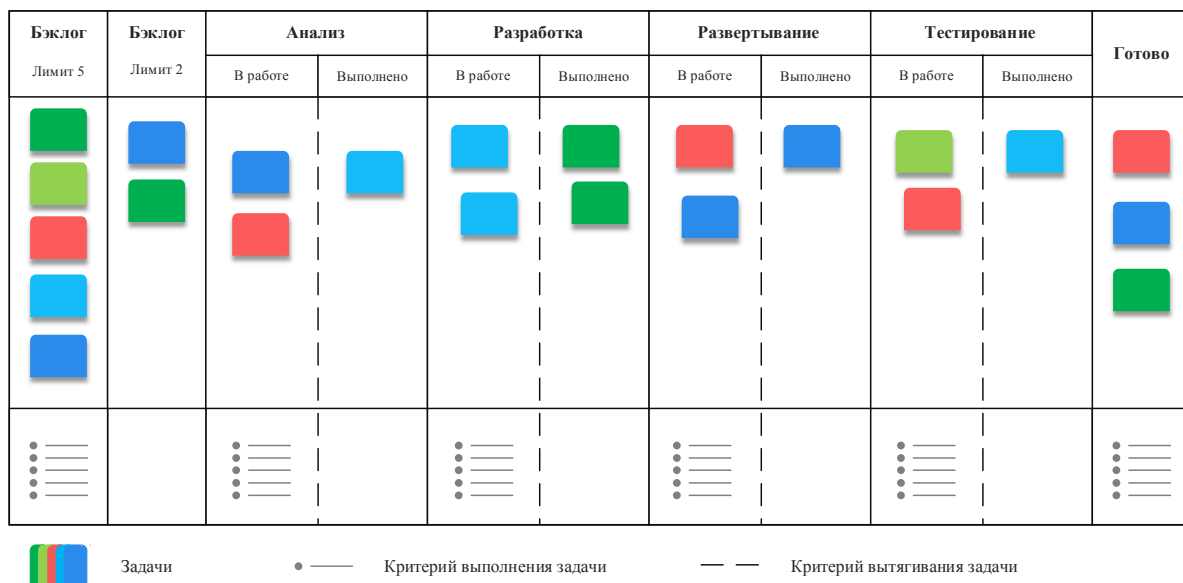 Бэклог
Лимит 5
Бэклог
Лимит 2
Анализ
В работе
Выполнено
Разработка
В работе
Выполнено
Развертывание
В работе
Выполнено
Тестирование
В работе
Выполнено
Готово
Задачи
Критерий выполнения задачи
Критерий вытягивания задачи